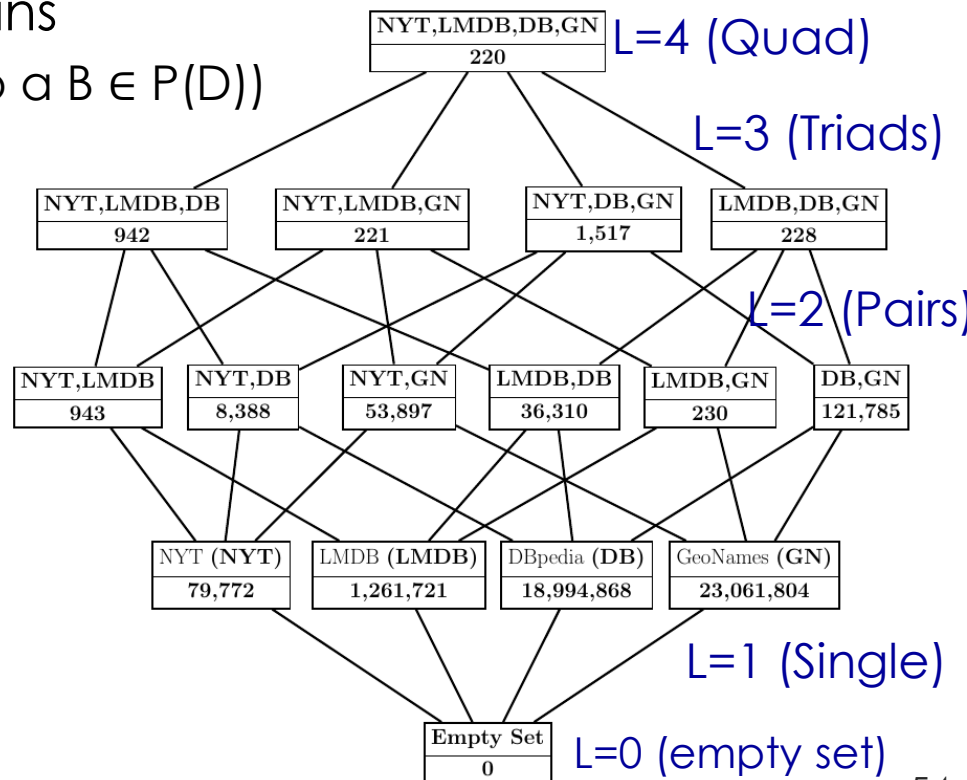 NYT,LMDB,DB,GN
220
L=4 (Quad)
a B ∈ P(D))
L=3 (Triads)
NYT,LMDB,DB
942
NYT,LMDB,GN
221
NYT,DB,GN
1,517
LMDB,DB,GN
228
L=2 (Pairs)
NYT,LMDB
943
NYT,DB
8,388
NYT,GN
53,897
LMDB,DB
36,310
LMDB,GN
230
DB,GN
121,785
NYT (NYT)
79,772
LMDB (LMDB)
1,261,721
DBpedia (DB)
18,994,868
GeoNames (GN)
23,061,804
L=1 (Single)
Empty Set
0
L=0 (empty set)